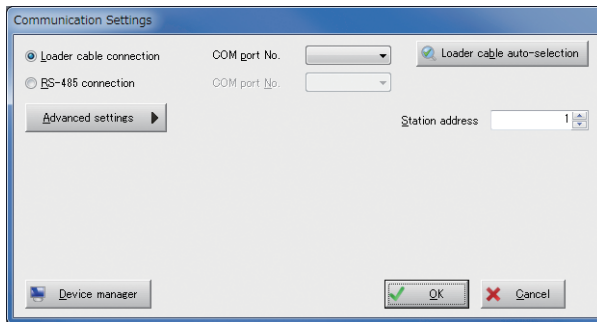 Communication Settings
Loader cable connection COM port No. Loader cable auto-selection
RS-485 connection COM port No.
Advanced settings Station address 1
Device manager OK Cancel